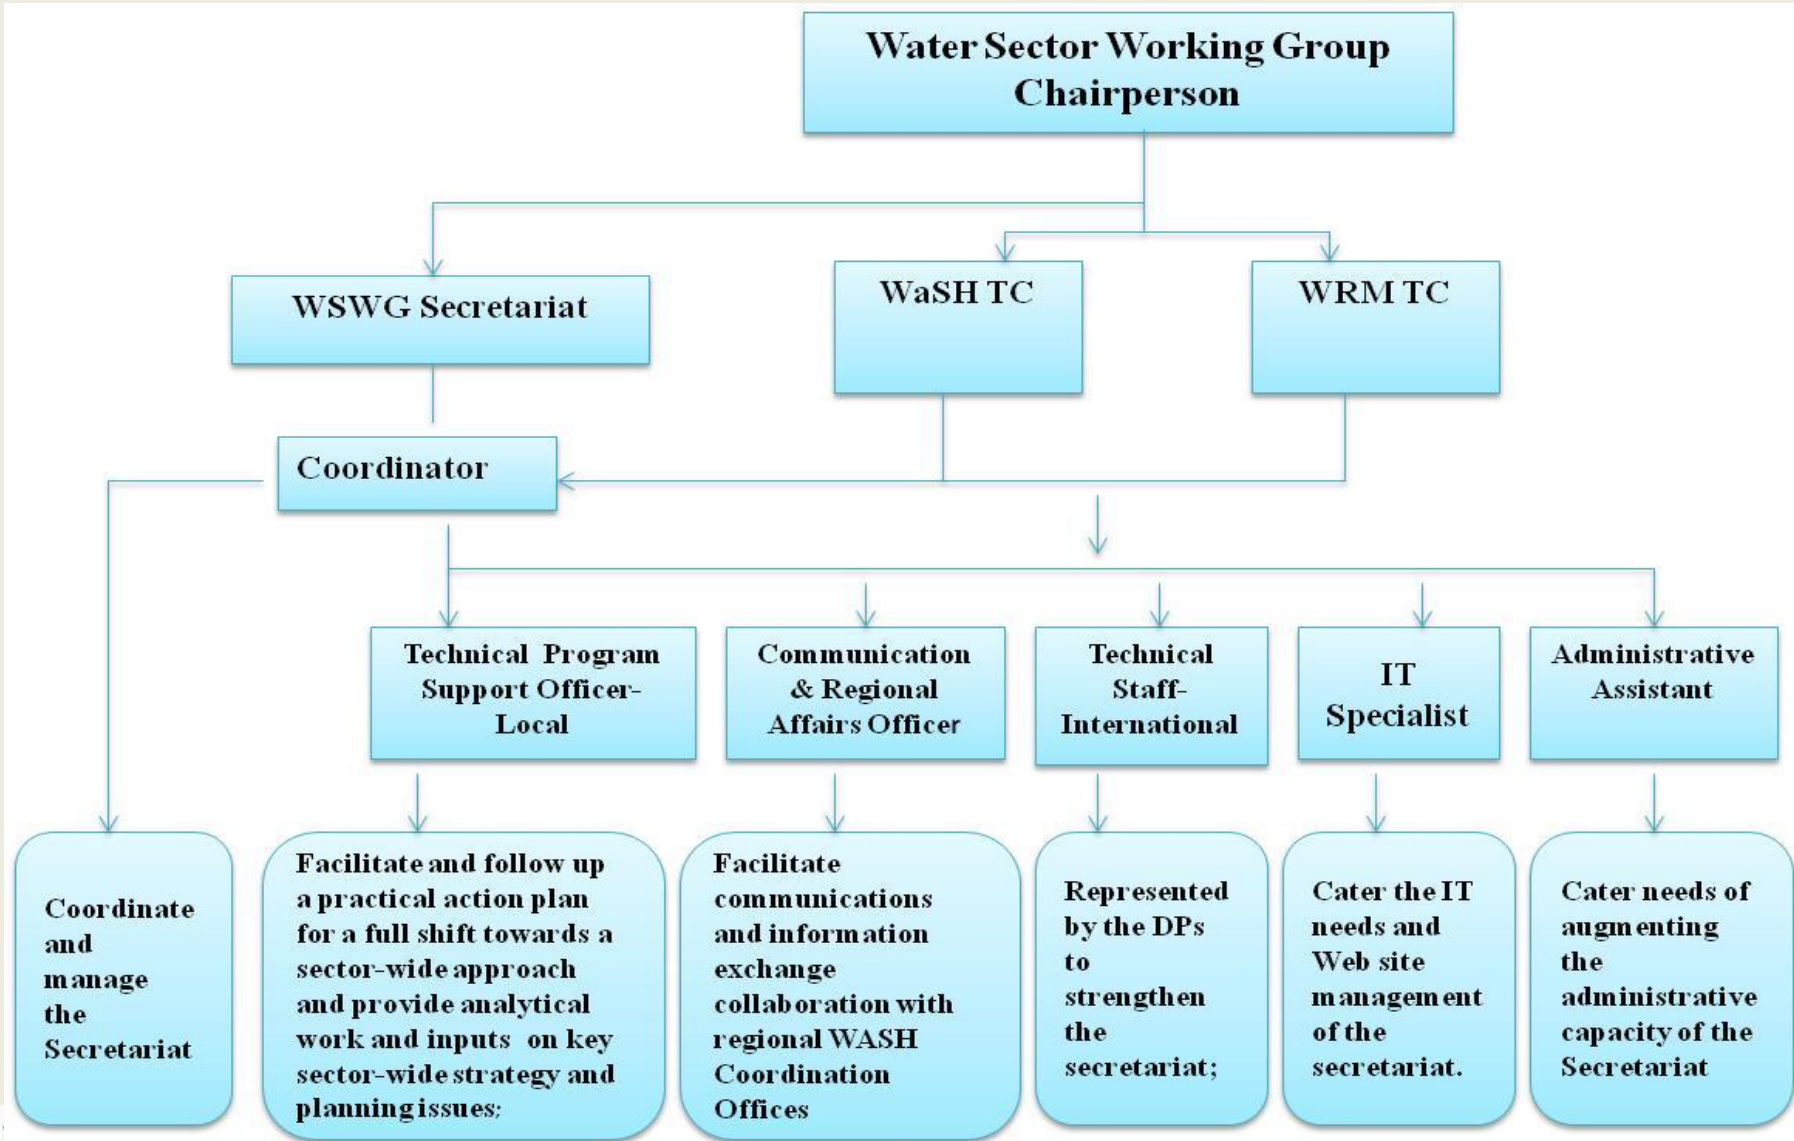 Water Sector Working Group
Chairperson
WSWG Secretariat
WaSH TC
WRM TC
Coordinator
Technical Program
Support Officer-
Local
Communication
& Regional
Affairs Officer
Technical
Staff-
International
IT
Specialist
Administrative
Assistant
Coordinate
and
manage
the
Secretariat
Facilitate and follow up
a practical action plan
for a full shift towards a
sector-wide approach
and provide analytical
work and inputs on key
sector-wide strategy and
planning issues;
Facilitate
communications
and information
exchange
collaboration with
regional WASH
Coordination
Offices
Represented
by the DPs
to
strengthen
the
secretariat;
Cater the IT
needs and
Web site
management
of the
secretariat.
Cater needs of
augmenting
the
administrative
capacity of the
Secretariat